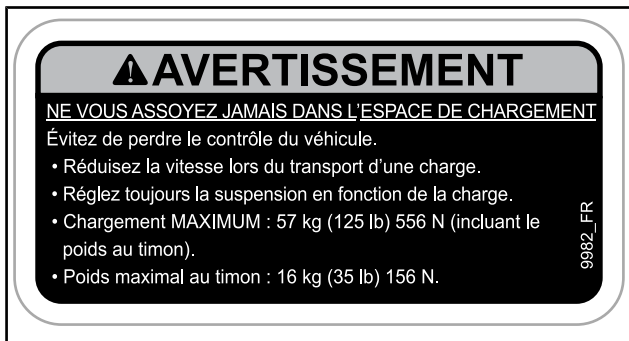 AVERTISSEMENT
NE VOUS ASSOYEZ JAMAIS DANS L'ESPACE DE CHARGEMENT
Évitez de perdre le contrôle du véhicule.
• Réduisez la vitesse lors du transport d'une charge.
• Réglez toujours la suspension en fonction de la charge.
• Chargement MAXIMUM : 57 kg (125 lb) 556 N (incluant le
poids au timon).
• Poids maximal au timon : 16 kg (35 lb) 156 N.
9982_FR